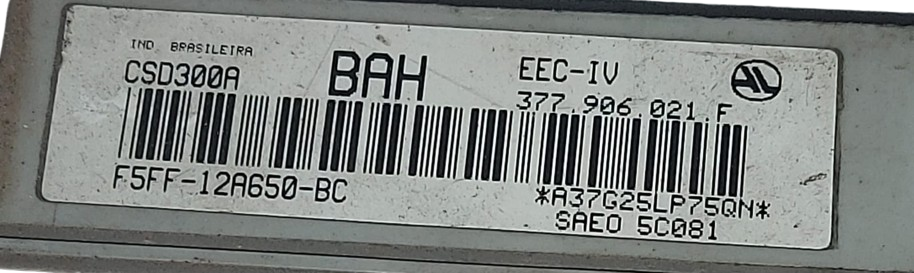 IND BRASILEIRA
CSD300A
BAH
EEC-IV
377.906.021.F
F5FF-12A650-BC
*A37G25LP75QN*
SAEO 5C081